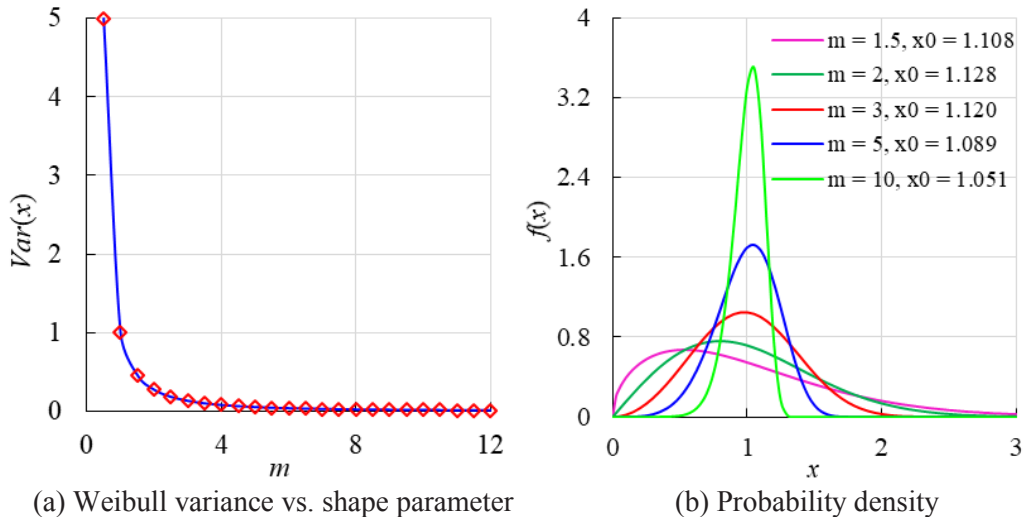 5
4
3
2
1
0
Var(x)
0
4
8
12
m
(a) Weibull variance vs. shape parameter
4
3.2
2.4
1.6
0.8
0
f(x)
m = 1.5, x0 = 1.108
m = 2, x0 = 1.128
m = 3, x0 = 1.120
m = 5, x0 = 1.089
m = 10, x0 = 1.051
0
1
2
3
x
(b) Probability density